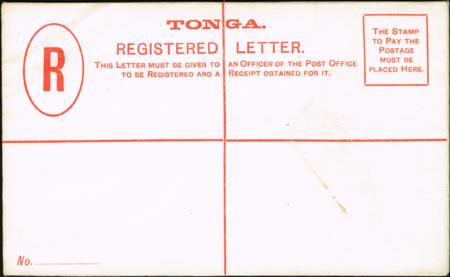 TONGA.
REGISTERED LETTER.
THIS LETTER MUST BE GIVEN TO AN OFFICER OF THE POST OFFICE
TO BE REGISTERED AND A RECEIPT OBTAINED FOR IT.
R
THE STAMP
TO PAY THE
POSTAGE
MUST BE
PLACED HERE.
No.